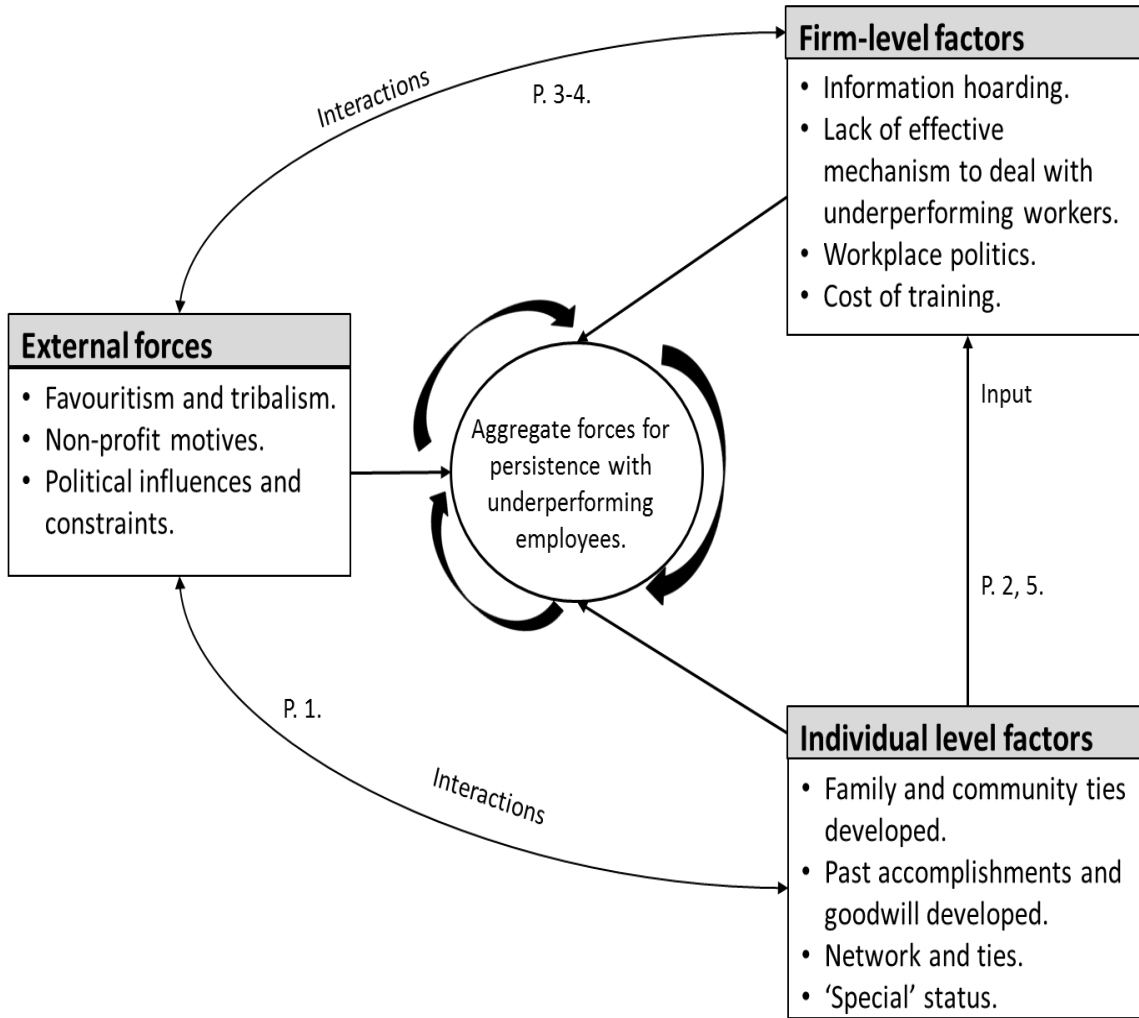 Firm-level factors
• Information hoarding.
• Lack of effective
mechanism to deal with
underperforming workers.
• Workplace politics.
• Cost of training.
Interactions
P. 3-4.
External forces
• Favouritism and tribalism.
• Non-profit motives.
• Political influences and
constraints.
Aggregate forces for
persistence with
underperforming
employees.
Input
P. 2, 5.
P. 1.
Interactions
Individual level factors
• Family and community ties
developed.
• Past accomplishments and
goodwill developed.
• Network and ties.
• ‘Special’ status.